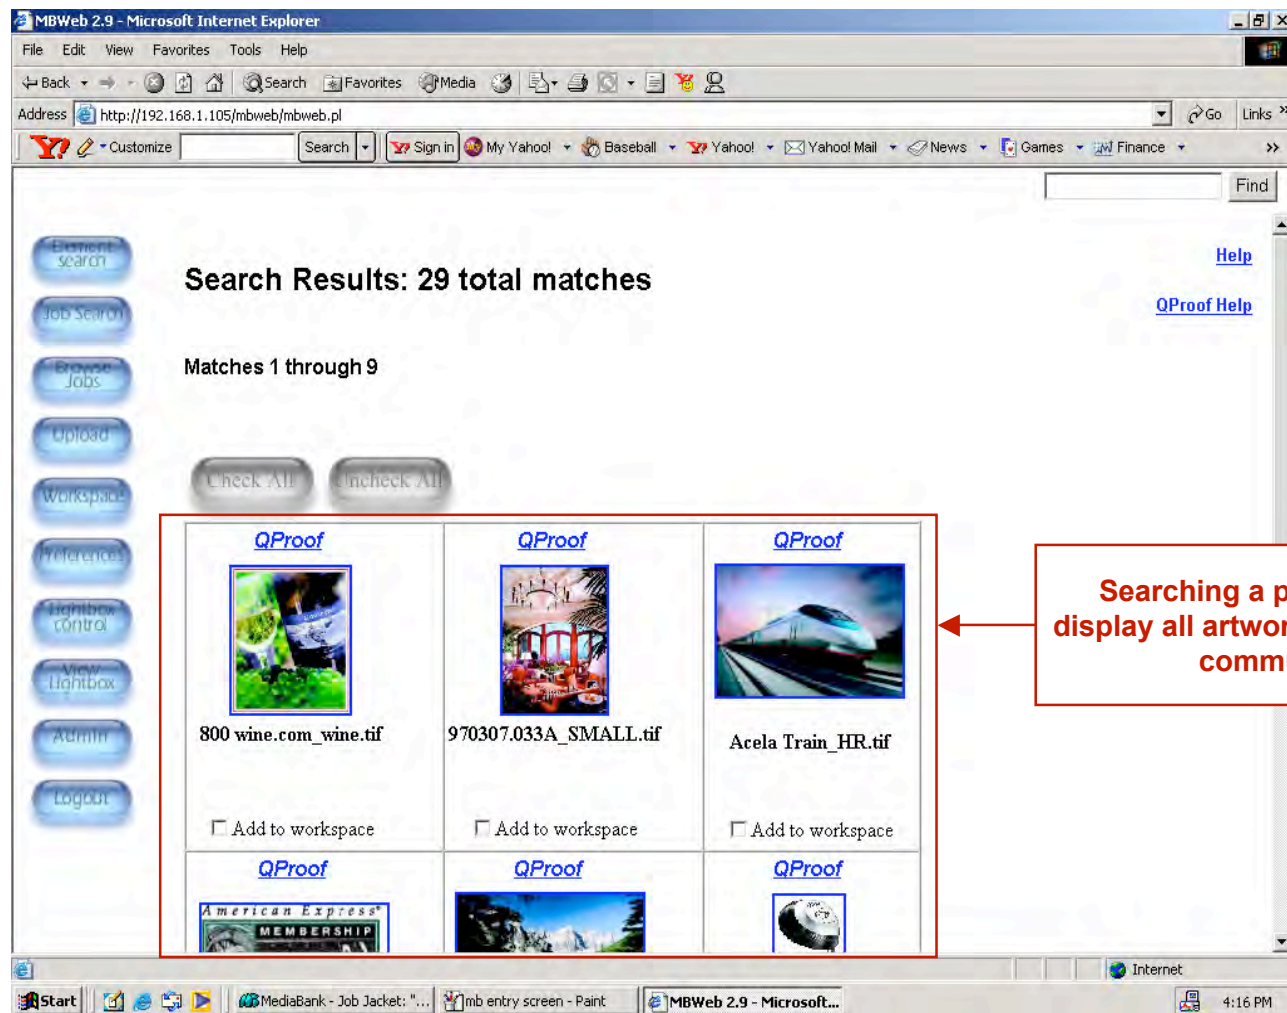 MBWeb 2.9 - Microsoft Internet Explorer
File Edit View Favorites Tools Help
Back Search Favorites Media
Address http://192.168.1.105/mbweb/mbweb.pl Go Links »
Y! Customize Search Sign in My Yahoo! Baseball Yahoo! Yahoo! Mail News Games Finance »
Find
Element search
Help
Search Results: 29 total matches
Job Search
QProof Help
Browse Jobs
Matches 1 through 9
Upload
Workspace
Check All Uncheck All
Preferences
QProof QProof QProof
Lightbox control
Searching a p
display all artwor
comm
View Lightbox
Admin
800 wine.com_wine.tif 970307.033A_SMALL.tif Acela Train_HR.tif
Logout
Add to workspace Add to workspace Add to workspace
QProof QProof QProof
American Express®
MEMBERSHIP
Internet
Start MediaBank - Job Jacket: "... mb entry screen - Paint MBWeb 2.9 - Microsoft... 4:16 PM